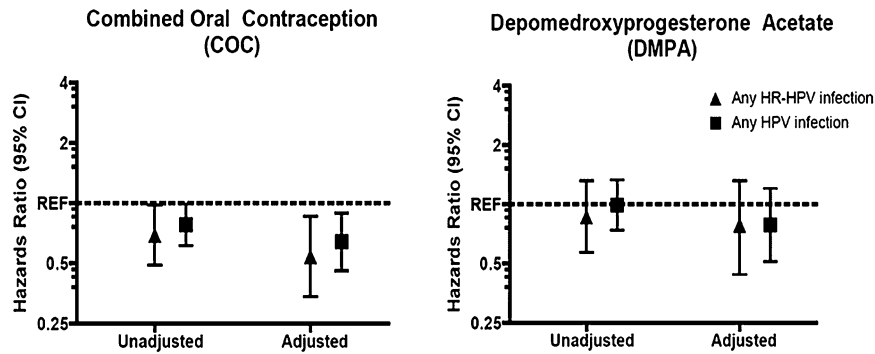 Combined Oral Contraception
(COC)
Hazards Ratio (95% CI)
4
2
REF
0.5
0.25
Unadjusted
Adjusted
Depomedroxyprogesterone Acetate
(DMPA)
Any HR-HPV infection
Any HPV infection
Hazards Ratio (95% CI)
4
2
REF
0.5
0.25
Unadjusted
Adjusted